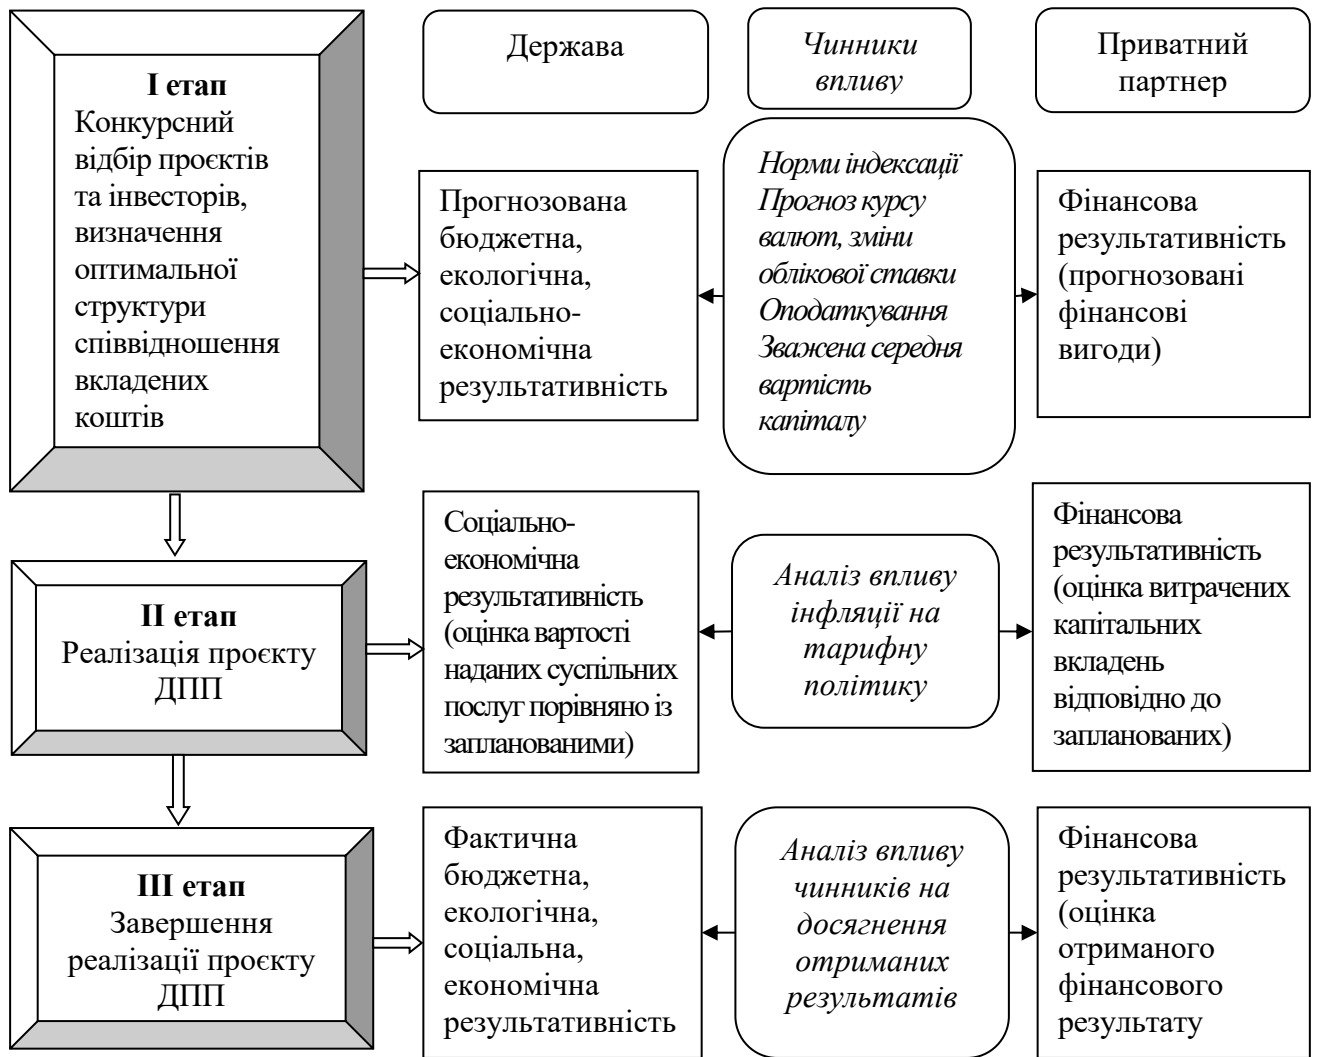 І етап
Конкурсний
відбір проєктів
та інвесторів,
визначення
оптимальної
структури
співвідношення
вкладених
коштів
Держава
Чинники
впливу
Приватний
партнер
Прогнозована
бюджетна,
екологічна,
соціально-
економічна
результативність
Норми індексації
Прогноз курсу
валют, зміни
облікової ставки
Оподаткування
Зважена середня
вартість
капіталу
Фінансова
результативність
(прогнозовані
фінансові
вигоди)
ІІ етап
Реалізація проєкту
ДПП
Соціально-
економічна
результативність
(оцінка вартості
наданих суспільних
послуг порівняно із
запланованими)
Аналіз впливу
інфляції на
тарифну
політику
Фінансова
результативність
(оцінка витрачених
капітальних
вкладень
відповідно до
запланованих)
ІІІ етап
Завершення
реалізації проєкту
ДПП
Фактична
бюджетна,
екологічна,
соціальна,
економічна
результативність
Аналіз впливу
чинників на
досягнення
отриманих
результатів
Фінансова
результативність
(оцінка
отриманого
фінансового
результату